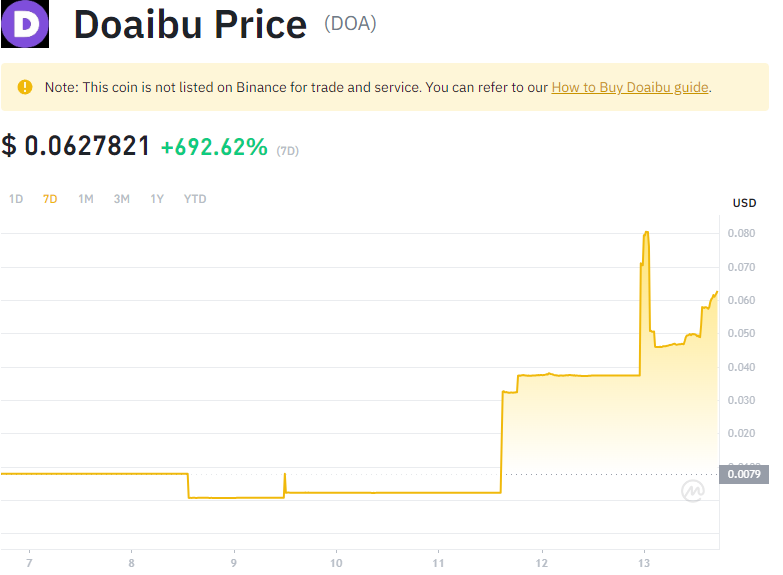 D
Doaibu Price (DOA)
Note: This coin is not listed on Binance for trade and service. You can refer to our How to Buy Doaibu guide.
$ 0.0627821 +692.62% (7D)
1D 7D 1M 3M 1Y YTD
USD
0.080
0.070
0.060
0.050
0.040
0.030
0.020
0.0079
7 8 9 10 11 12 13